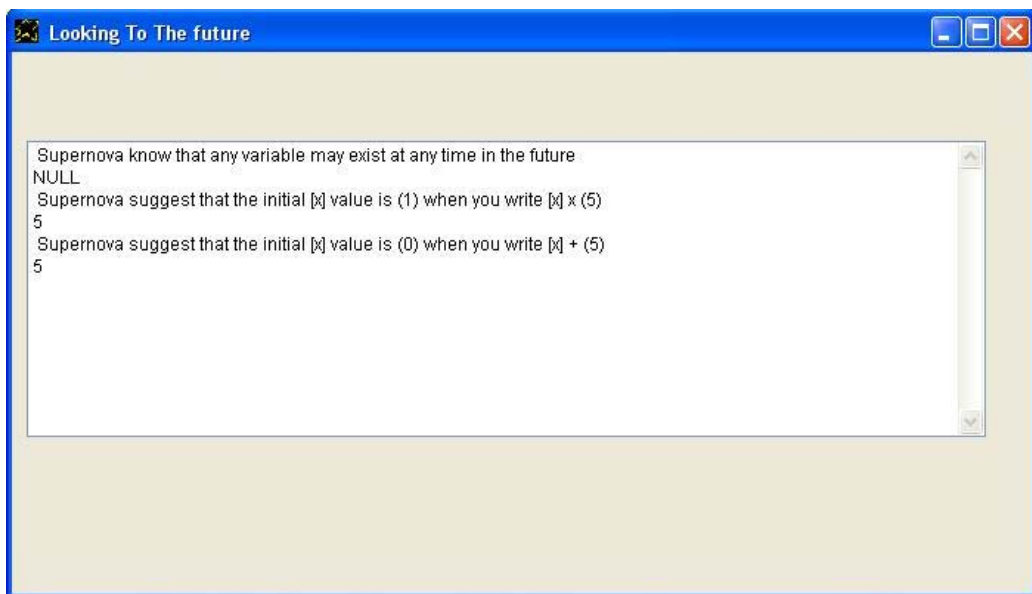 Looking To The future
Supernova know that any variable may exist at any time in the future
NULL
Supernova suggest that the initial [x] value is (1) when you write [x] x (5)
5
Supernova suggest that the initial [x] value is (0) when you write [x] + (5)
5